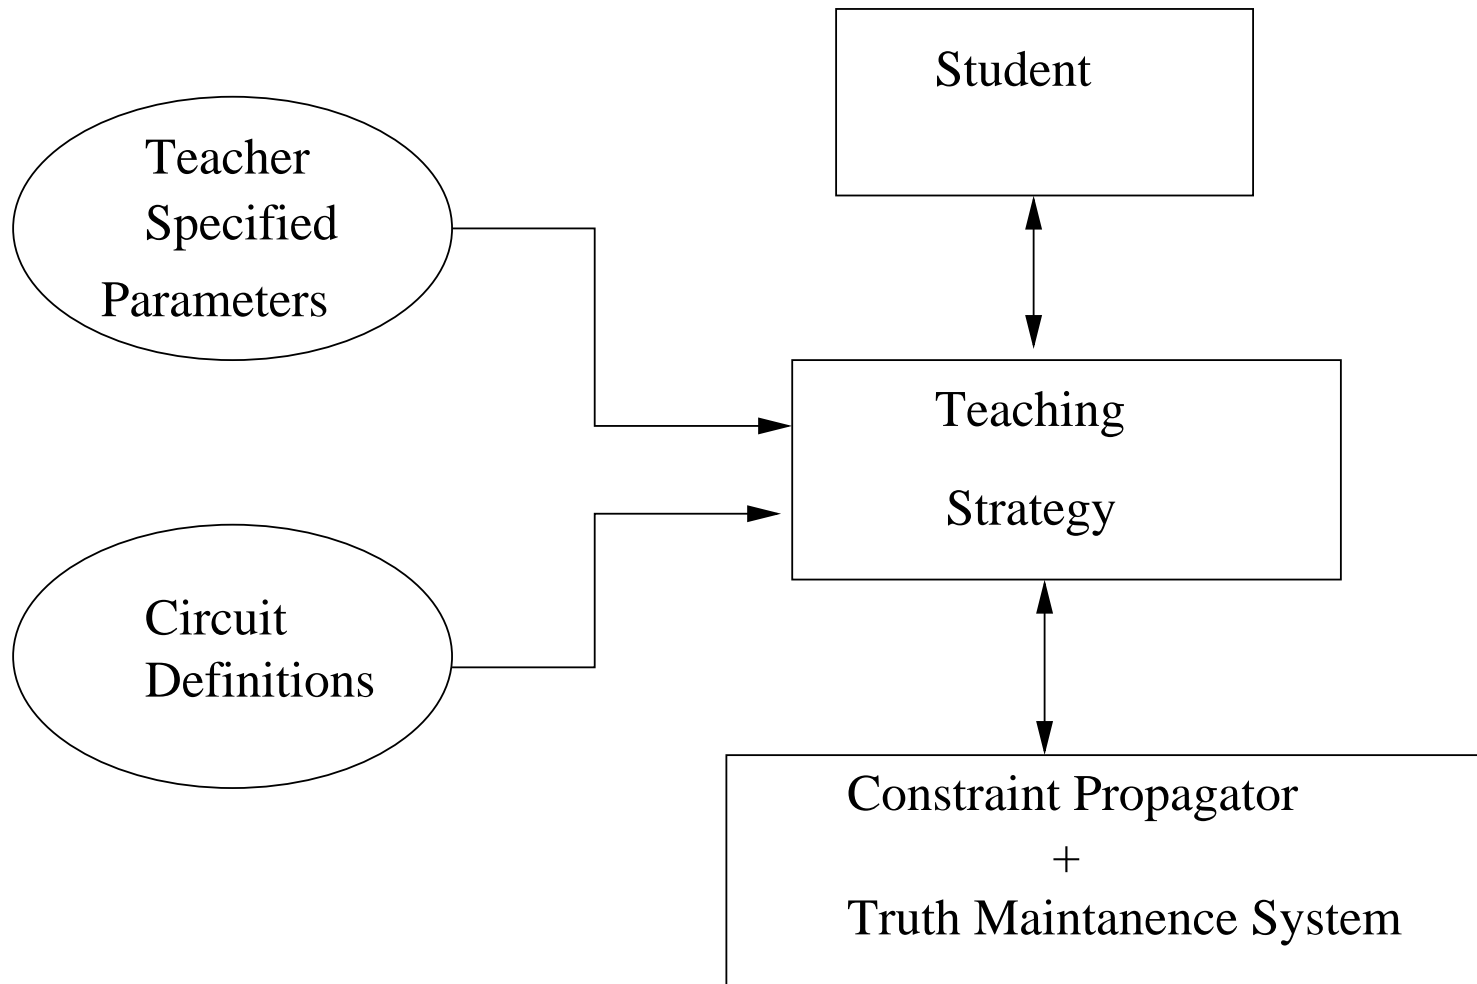 Student
Teacher
Specified
Parameters
Teaching
Strategy
Circuit
Definitions
Constraint Propagator
+
Truth Maintanence System